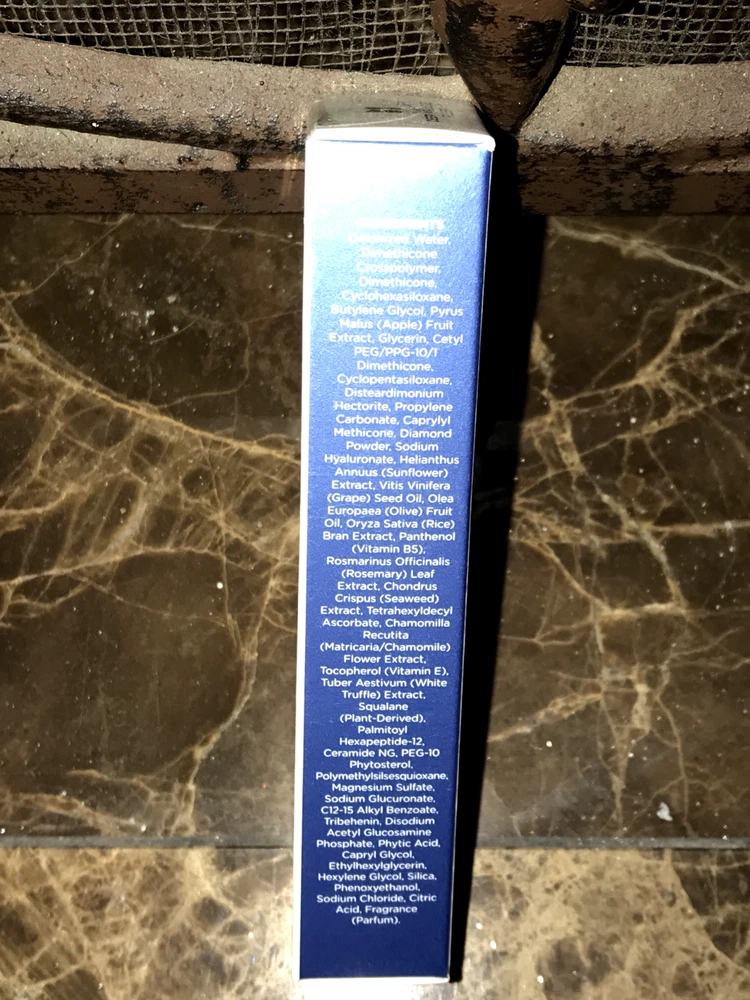 INGREDIENTS
Deionized Water,
Dimethicone
Crosspolymer,
Dimethicone,
Cyclohexasiloxane,
Butylene Glycol, Pyrus
Malus (Apple) Fruit
Extract, Glycerin, Cetyl
PEG/PPG-10/1
Dimethicone,
Cyclopentasiloxane,
Disteardimonium
Hectorite, Propylene
Carbonate, Caprylyl
Methicone, Diamond
Powder, Sodium
Hyaluronate, Helianthus
Annuus (Sunflower)
Extract, Vitis Vinifera
(Grape) Seed Oil, Olea
Europaea (Olive) Fruit
Oil, Oryza Sativa (Rice)
Bran Extract, Panthenol
(Vitamin B5),
Rosmarinus Officinalis
(Rosemary) Leaf
Extract, Chondrus
Crispus (Seaweed)
Extract, Tetrahexyldecyl
Ascorbate, Chamomilla
Recutita
(Matricaria/Chamomile)
Flower Extract,
Tocopherol (Vitamin E),
Tuber Aestivum (White
Truffle) Extract,
Squalane
(Plant-Derived),
Palmitoyl
Hexapeptide-12,
Ceramide NG, PEG-10
Phytosterol,
Polymethylsilsesquioxane,
Magnesium Sulfate,
Sodium Glucuronate,
C12-15 Alkyl Benzoate,
Tribehenin, Disodium
Acetyl Glucosamine
Phosphate, Phytic Acid,
Capryl Glycol,
Ethylhexylglycerin,
Hexylene Glycol, Silica,
Phenoxyethanol,
Sodium Chloride, Citric
Acid, Fragrance
(Parfum).